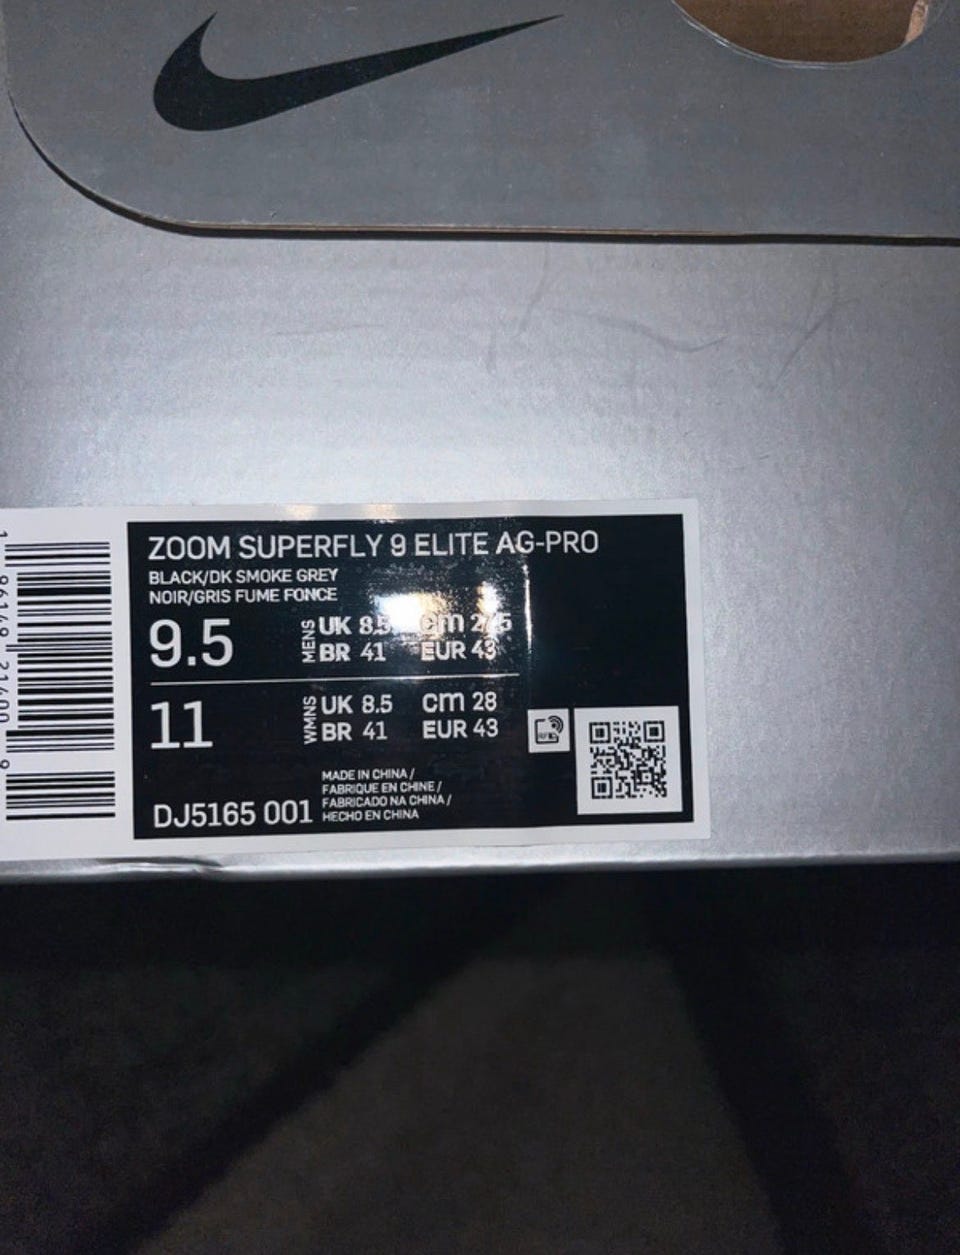 ZOOM SUPERFLY 9 ELITE AG-PRO
BLACK/DK SMOKE GREY
NOIR/GRIS FUME FONCE
9.5 MENS UK 8.5 cm 27.5
BR 41 EUR 43
11 WMNS UK 8.5 cm 28
BR 41 EUR 43
DJ5165 001
MADE IN CHINA /
FABRIQUE EN CHINE /
FABRICADO NA CHINA /
HECHO EN CHINA